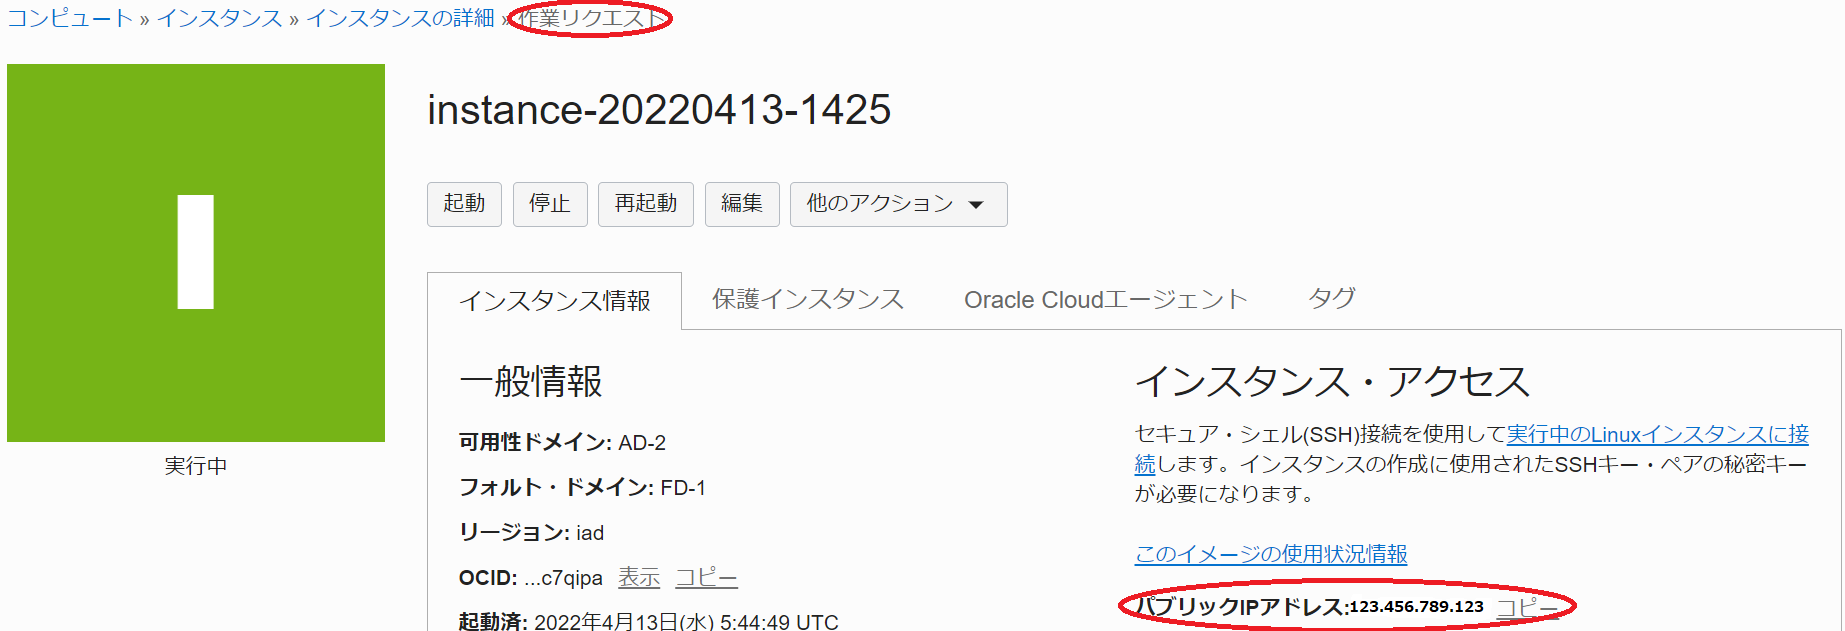 コンピュート » インスタンス » インスタンスの詳細 » 作業リクエスト
I
実行中
instance-20220413-1425
起動 停止 再起動 編集 他のアクション
インスタンス情報 保護インスタンス Oracle Cloudエージェント タグ
一般情報
可用性ドメイン: AD-2
フォルト・ドメイン: FD-1
リージョン: iad
OCID: ...c7qipa 表示 コピー
起動済: 2022年4月13日(水) 5:44:49 UTC
インスタンス・アクセス
セキュア・シェル(SSH)接続を使用して実行中のLinuxインスタンスに接
続します。インスタンスの作成に使用されたSSHキー・ペアの秘密キー
が必要になります。
このイメージの使用状況情報
パブリックIPアドレス:123.456.789.123 コピー